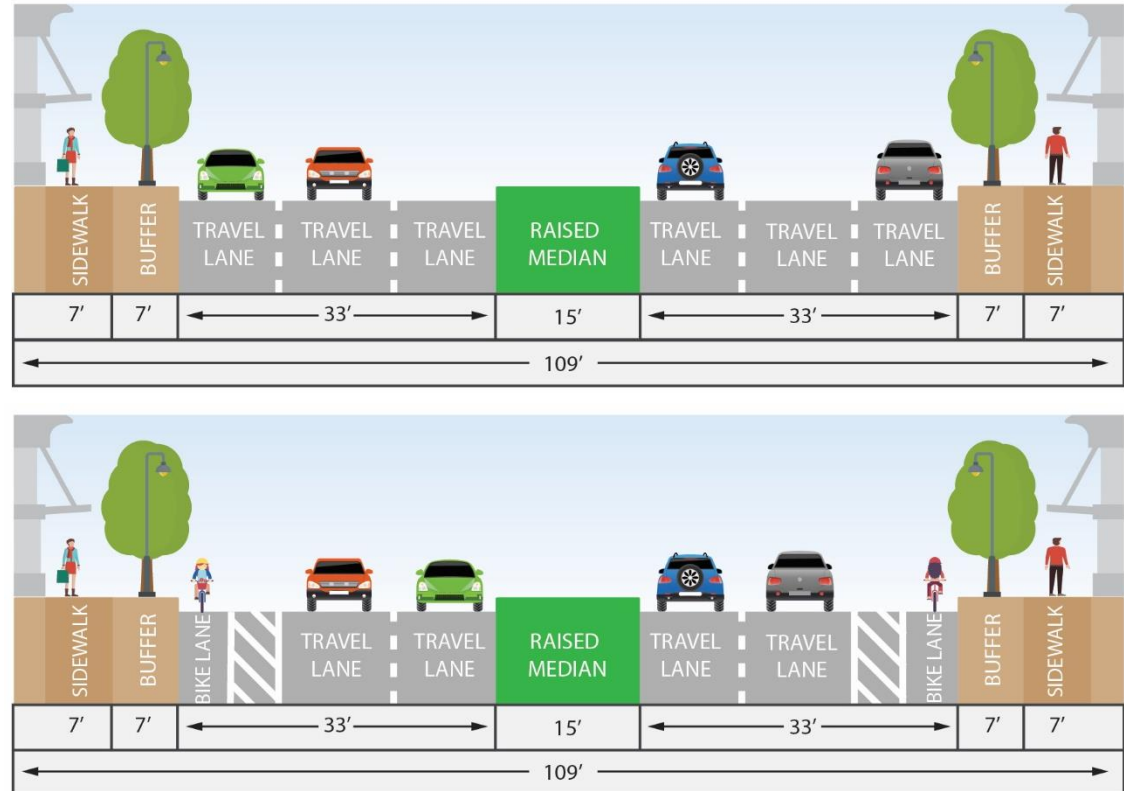 SIDEWALK
BUFFER
TRAVEL
LANE
TRAVEL
LANE
TRAVEL
LANE
RAISED
MEDIAN
TRAVEL
LANE
TRAVEL
LANE
TRAVEL
LANE
BUFFER
SIDEWALK
7′ 7′ 33′ 15′ 33′ 7′ 7′
109′
SIDEWALK
BUFFER
BIKE LANE
TRAVEL
LANE
TRAVEL
LANE
RAISED
MEDIAN
TRAVEL
LANE
TRAVEL
LANE
BIKE LANE
BUFFER
SIDEWALK
7′ 7′ 33′ 15′ 33′ 7′ 7′
109′